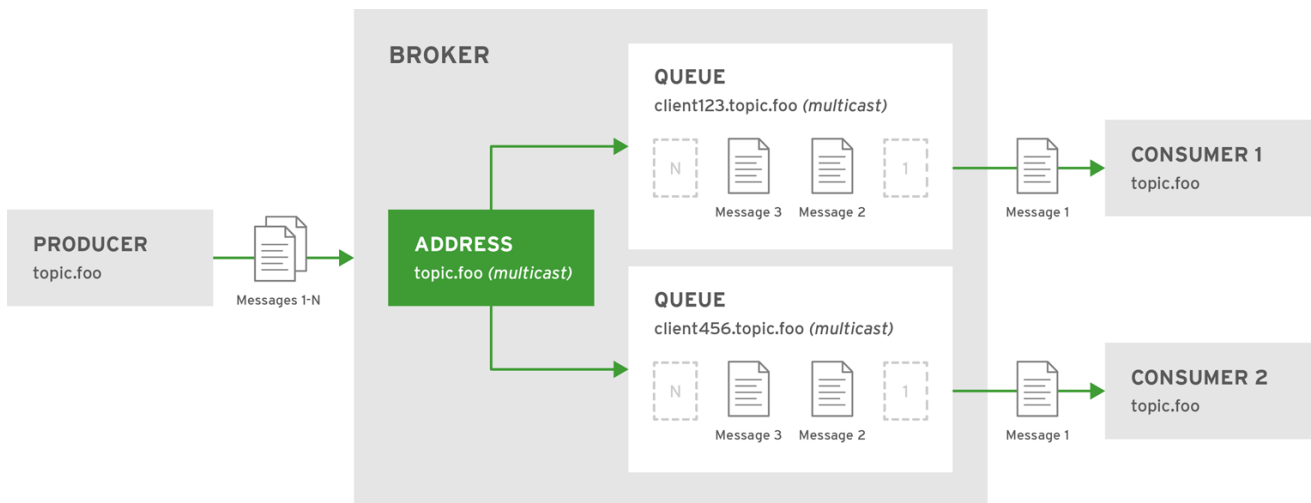 BROKER
QUEUE
client123.topic.foo (multicast)
N
1
Message 3
Message 2
Message 1
CONSUMER 1
topic.foo
PRODUCER
topic.foo
Messages 1-N
ADDRESS
topic.foo (multicast)
QUEUE
client456.topic.foo (multicast)
N
1
Message 3
Message 2
Message 1
CONSUMER 2
topic.foo